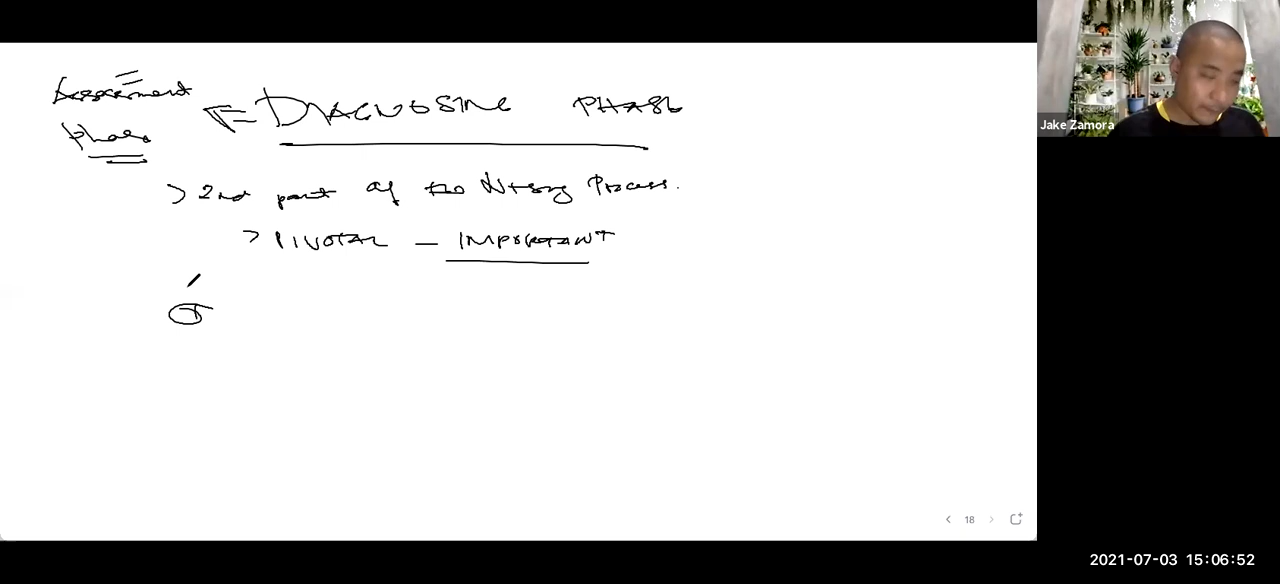 Assessment
Phase
DIAGNOSING PHASE
> 2nd part of the Nursing Process.
> PIVOTAL — IMPORTANT
Jake Zamora
< 18 >
2021-07-03 15:06:52